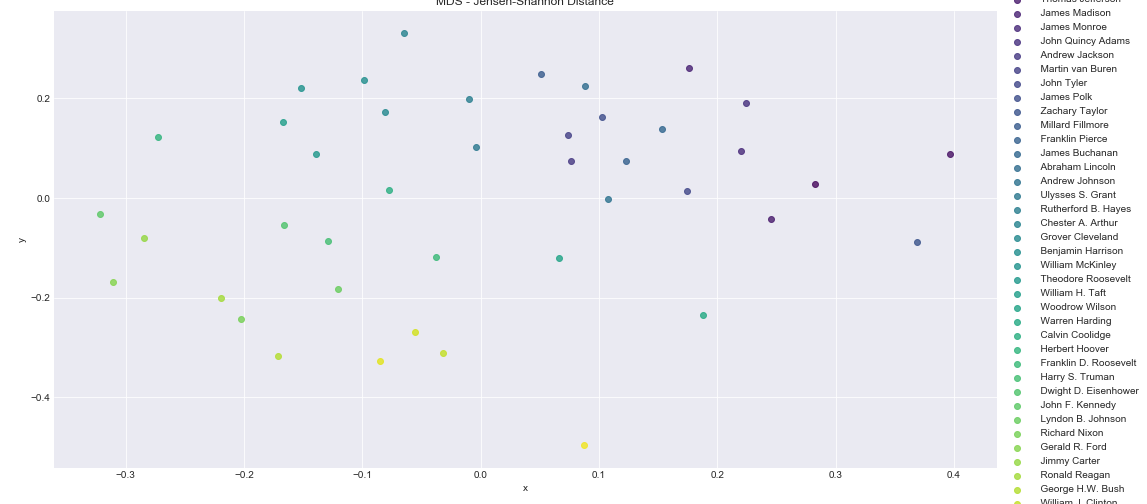 MDS - Jensen-Shannon Distance
Thomas Jefferson
James Madison
James Monroe
John Quincy Adams
Andrew Jackson
Martin van Buren
John Tyler
James Polk
Zachary Taylor
Millard Fillmore
Franklin Pierce
James Buchanan
Abraham Lincoln
Andrew Johnson
Ulysses S. Grant
Rutherford B. Hayes
Chester A. Arthur
Grover Cleveland
Benjamin Harrison
William McKinley
Theodore Roosevelt
William H. Taft
Woodrow Wilson
Warren Harding
Calvin Coolidge
Herbert Hoover
Franklin D. Roosevelt
Harry S. Truman
Dwight D. Eisenhower
John F. Kennedy
Lyndon B. Johnson
Richard Nixon
Gerald R. Ford
Jimmy Carter
Ronald Reagan
George H.W. Bush
William J. Clinton
0.2
0.0
y
−0.2
−0.4
−0.3 −0.2 −0.1 0.0 0.1 0.2 0.3 0.4
x